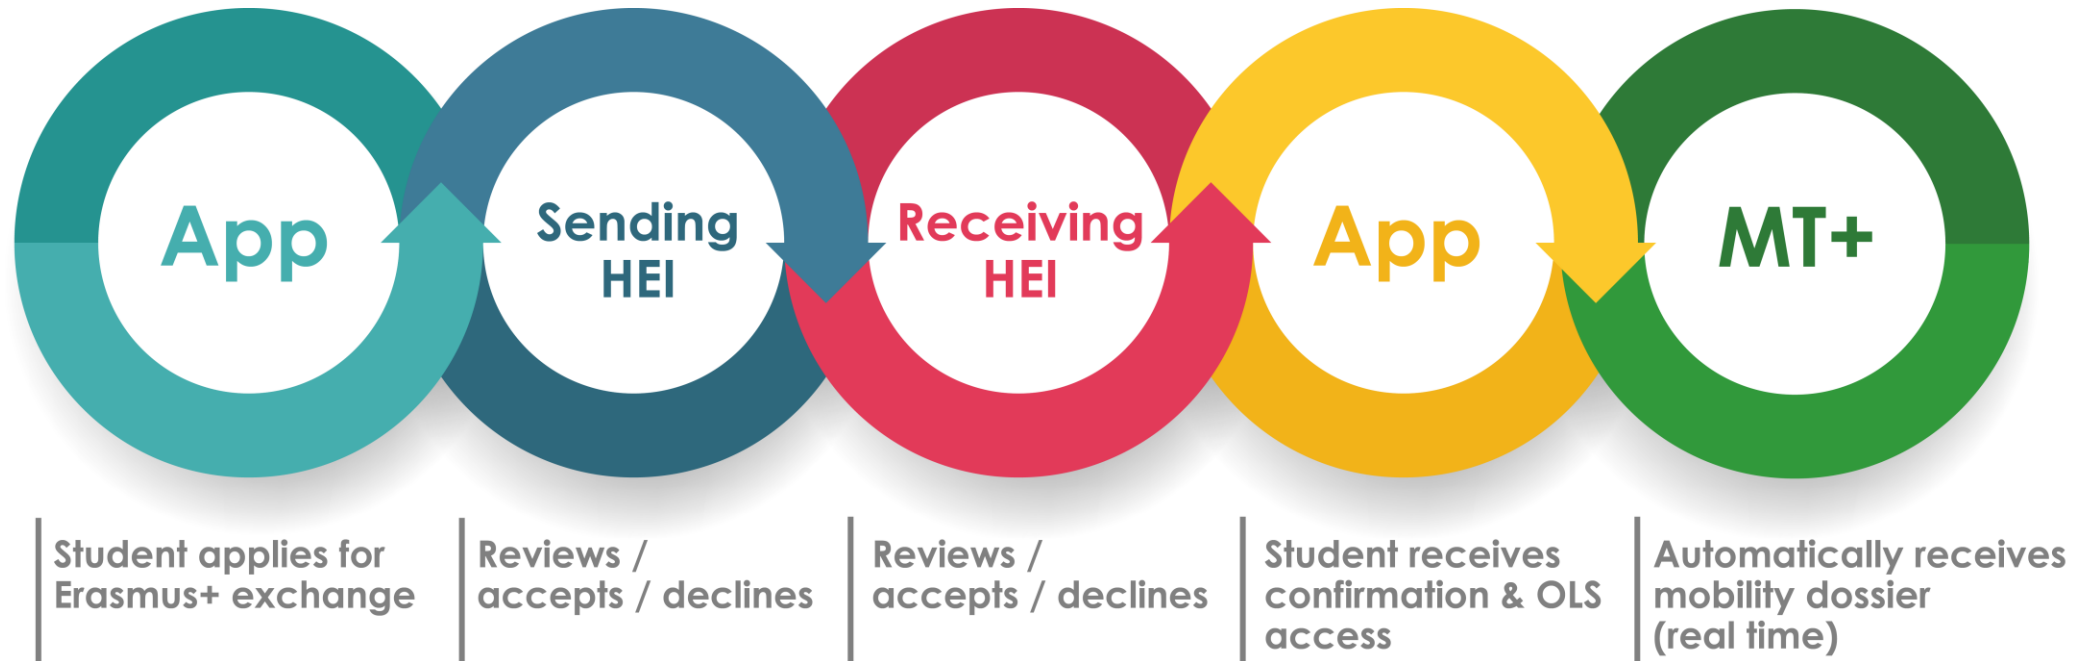 App
Sending
HEI
Receiving
HEI
App
MT+
Student applies for
Erasmus+ exchange
Reviews /
accepts / declines
Reviews /
accepts / declines
Student receives
confirmation & OLS
access
Automatically receives
mobility dossier
(real time)